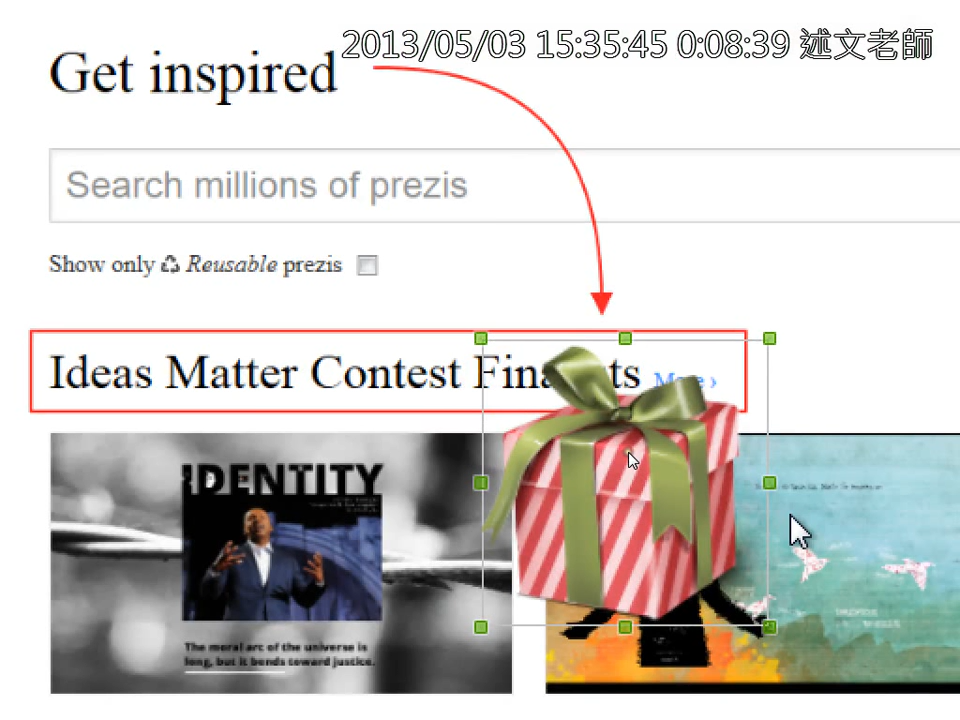 2013/05/03 15:35:45 0:08:39 述文老師
Get inspired
Search millions of prezis
Show only Reusable prezis
Ideas Matter Contest Fina ts More ›
IDENTITY
The moral arc of the universe is
long, but it bends toward justice.